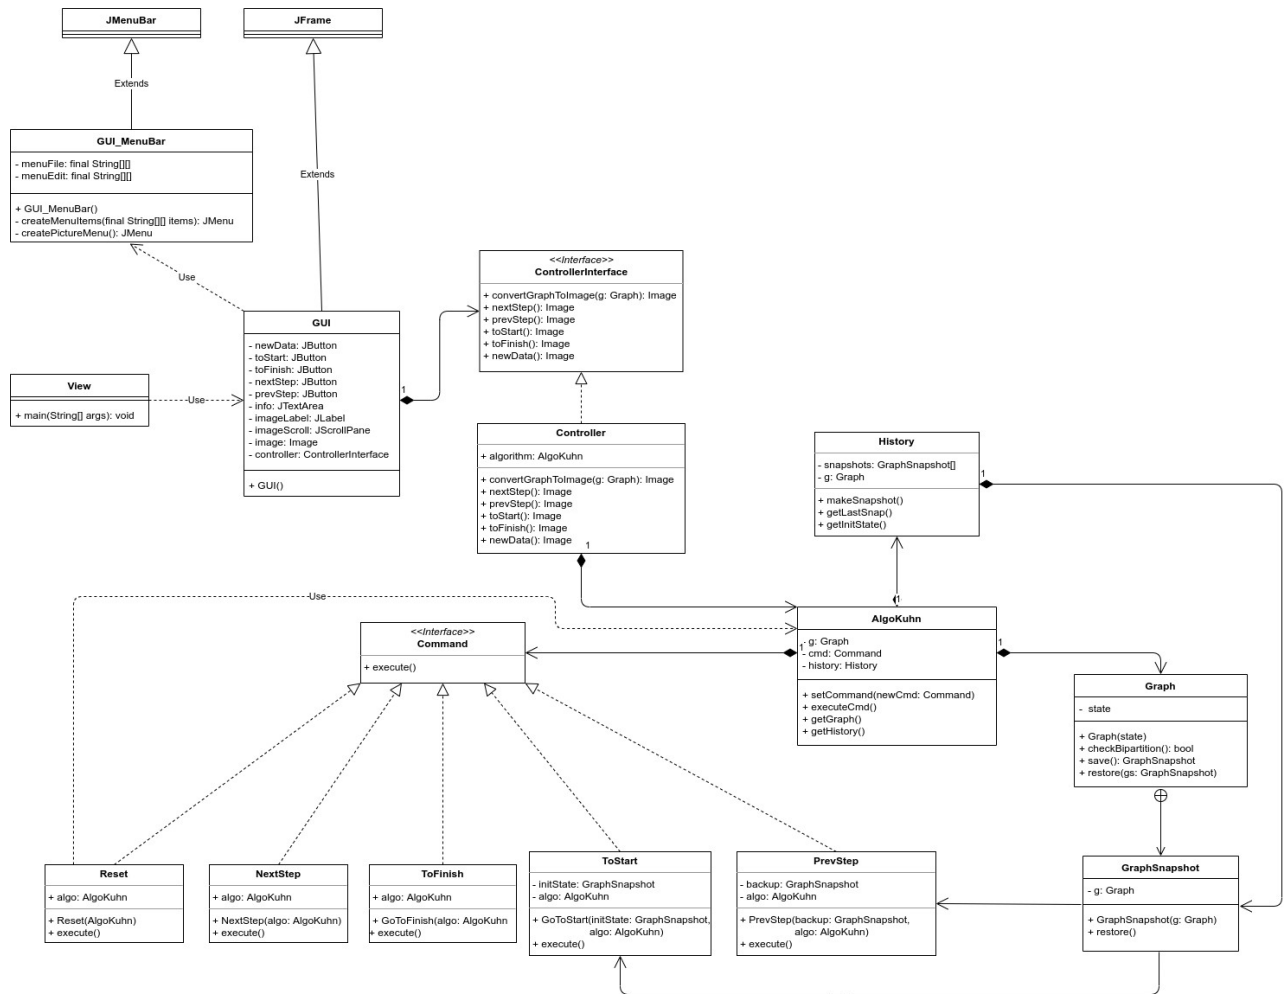 JMenuBar
JFrame
Extends
Extends
GUI_MenuBar
- menuFile: final String[][]
- menuEdit: final String[][]
+ GUI_MenuBar()
- createMenuItems(final String[][] items): JMenu
- createPictureMenu(): JMenu
Use
<<Interface>>
ControllerInterface
+ convertGraphToImage(g: Graph): Image
+ nextStep(): Image
+ prevStep(): Image
+ toStart(): Image
+ toFinish(): Image
+ newData(): Image
GUI
- newData: JButton
- toStart: JButton
- toFinish: JButton
- nextStep: JButton
- prevStep: JButton
- info: JTextArea
- imageLabel: JLabel
- imageScroll: JScrollPane
- image: Image
- controller: ControllerInterface
+ GUI()
1
View
+ main(String[] args): void
Use
Controller
+ algorithm: AlgoKuhn
+ convertGraphToImage(g: Graph): Image
+ nextStep(): Image
+ prevStep(): Image
+ toStart(): Image
+ toFinish(): Image
+ newData(): Image
1
History
- snapshots: GraphSnapshot[]
- g: Graph
+ makeSnapshot()
+ getLastSnap()
+ getInitState()
1
Use
1
<<Interface>>
Command
+ execute()
AlgoKuhn
- g: Graph
- cmd: Command
- history: History
+ setCommand(newCmd: Command)
+ executeCmd()
+ getGraph()
+ getHistory()
1
1
Graph
- state
+ Graph(state)
+ checkBipartition(): bool
+ save(): GraphSnapshot
+ restore(gs: GraphSnapshot)
Reset
+ algo: AlgoKuhn
+ Reset(AlgoKuhn)
+ execute()
NextStep
+ algo: AlgoKuhn
+ NextStep(algo: AlgoKuhn)
+ execute()
ToFinish
+ algo: AlgoKuhn
+ GoToFinish(algo: AlgoKuhn
+ execute()
ToStart
- initState: GraphSnapshot
- algo: AlgoKuhn
+ GoToStart(initState: GraphSnapshot,
algo: AlgoKuhn)
+ execute()
PrevStep
- backup: GraphSnapshot
- algo: AlgoKuhn
+ PrevStep(backup: GraphSnapshot,
algo: AlgoKuhn)
+ execute()
GraphSnapshot
- g: Graph
+ GraphSnapshot(g: Graph)
+ restore()